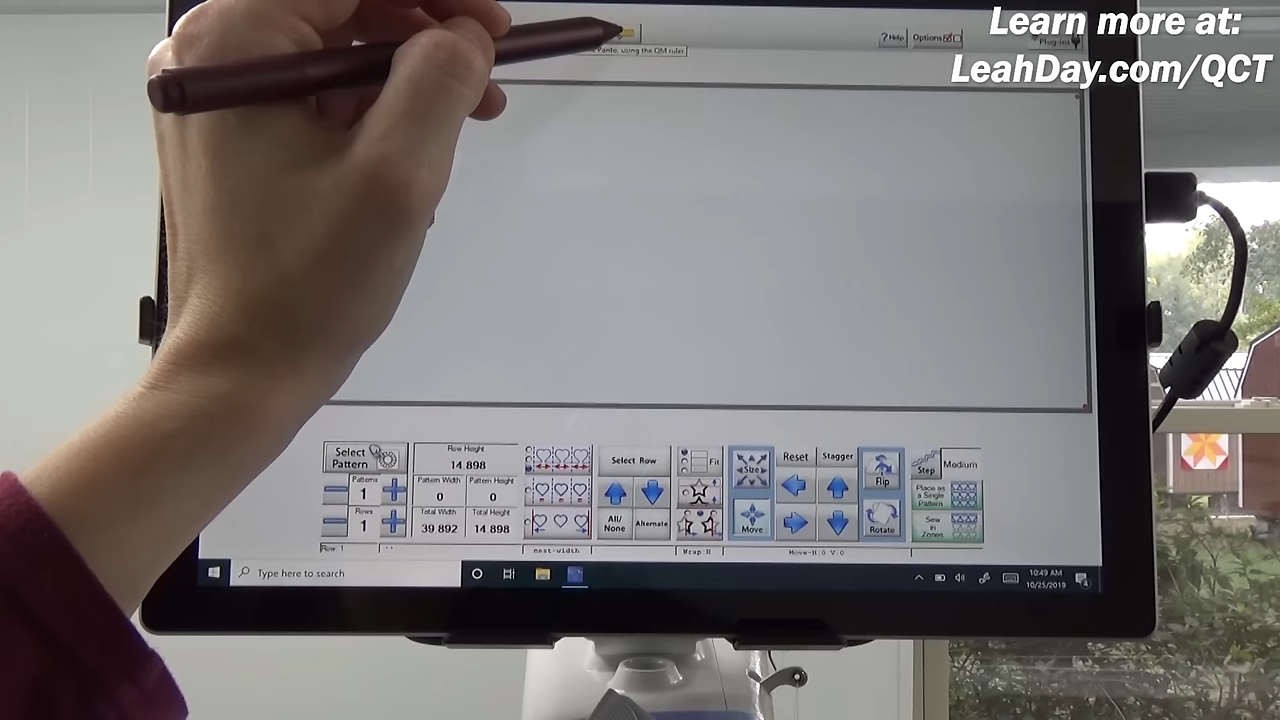 Learn more at:
LeahDay.com/QCT
Help
Options
Plug-ins
Panto, using the QM ruler.
Select
Pattern
Row Height
14.898
Patterns
1
Pattern Width
0
Pattern Height
0
Rows
1
Total Width
39.892
Total Height
14.898
Row: 1
nest-width
Select Row
All/
None
Alternate
Fit
Wrap:H
Size
Move
Reset
Stagger
Move-H:0 V:0
Flip
Rotate
Step
Medium
Place as
a Single
Pattern
Sew
in
Zones
Type here to search
10:49 AM
10/25/2019
4